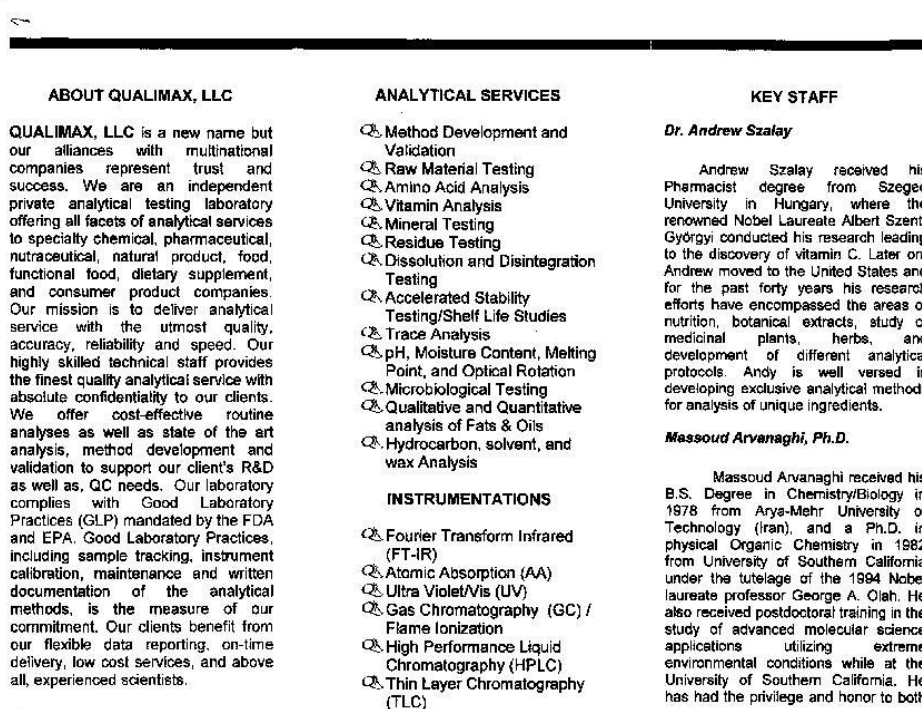 ABOUT QUALIMAX, LLC
QUALIMAX, LLC is a new name but
our alliances with multinational
companies represent trust and
success. We are an independent
private analytical testing laboratory
offering all facets of analytical services
to specialty chemical, pharmaceutical,
nutraceutical, natural product, food,
functional food, dietary supplement,
and consumer product companies.
Our mission is to deliver analytical
service with the utmost quality,
accuracy, reliability and speed. Our
highly skilled technical staff provides
the finest quality analytical service with
absolute confidentiality to our clients.
We offer cost-effective routine
analyses as well as state of the art
analysis, method development and
validation to support our client's R&D
as well as, QC needs. Our laboratory
complies with Good Laboratory
Practices (GLP) mandated by the FDA
and EPA. Good Laboratory Practices,
including sample tracking, instrument
calibration, maintenance and written
documentation of the analytical
methods, is the measure of our
commitment. Our clients benefit from
our flexible data reporting, on-time
delivery, low cost services, and above
all, experienced scientists.
ANALYTICAL SERVICES
Method Development and
Validation
Raw Material Testing
Amino Acid Analysis
Vitamin Analysis
Mineral Testing
Residue Testing
Dissolution and Disintegration
Testing
Accelerated Stability
Testing/Shelf Life Studies
Trace Analysis
pH, Moisture Content, Melting
Point, and Optical Rotation
Microbiological Testing
Qualitative and Quantitative
analysis of Fats & Oils
Hydrocarbon, solvent, and
wax Analysis
INSTRUMENTATIONS
Fourier Transform Infrared
(FT-IR)
Atomic Absorption (AA)
Ultra Violet/Vis (UV)
Gas Chromatography (GC) /
Flame Ionization
High Performance Liquid
Chromatography (HPLC)
Thin Layer Chromatography
(TLC)
KEY STAFF
Dr. Andrew Szalay
Andrew Szalay received his
Pharmacist degree from Szeged
University in Hungary, where the
renowned Nobel Laureate Albert Szent
Györgyi conducted his research leading
to the discovery of vitamin C. Later on
Andrew moved to the United States and
for the past forty years his research
efforts have encompassed the areas of
nutrition, botanical extracts, study of
medicinal plants, herbs, and
development of different analytical
protocols. Andy is well versed in
developing exclusive analytical method
for analysis of unique ingredients.
Massoud Arvanaghi, Ph.D.
Massoud Arvanaghi received his
B.S. Degree in Chemistry/Biology in
1978 from Arya-Mehr University of
Technology (Iran), and a Ph.D. in
physical Organic Chemistry in 1982
from University of Southern California
under the tutelage of the 1994 Nobel
laureate professor George A. Olah. He
also received postdoctoral training in the
study of advanced molecular science
applications utilizing extreme
environmental conditions while at the
University of Southern California. He
has had the privilege and honor to both